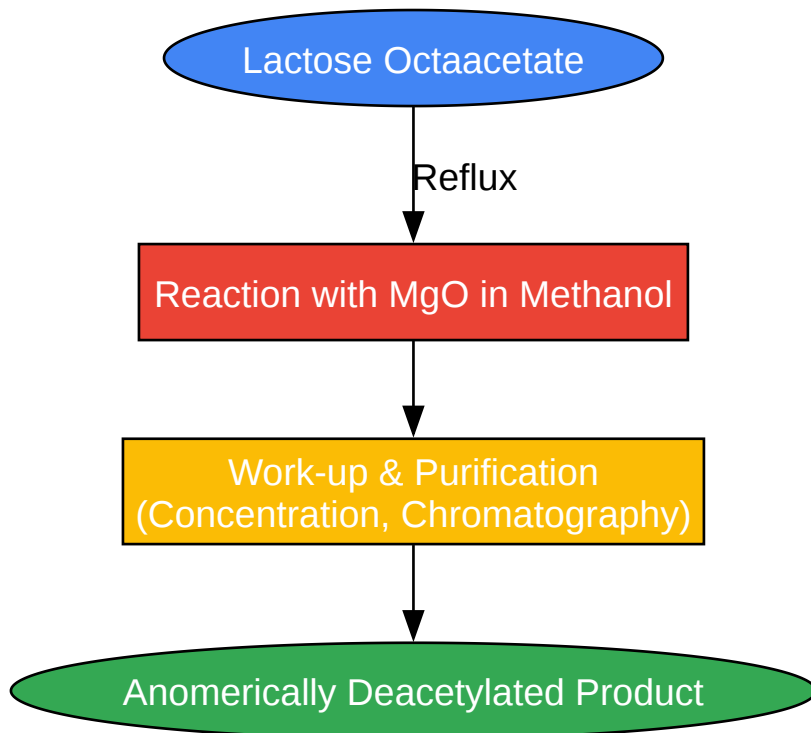 Lactose Octaacetate
Reflux
Reaction with MgO in Methanol
Work-up & Purification
(Concentration, Chromatography)
Anomerically Deacetylated Product